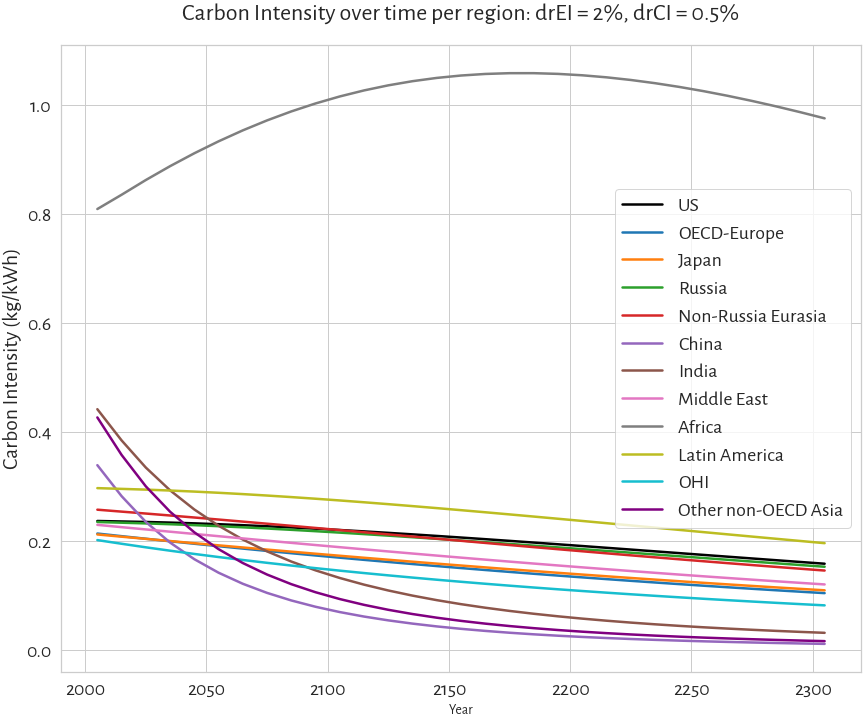 Carbon Intensity over time per region: drEI = 2%, drCI = 0.5%
Carbon Intensity (kg/kWh)
1.0
0.8
0.6
0.4
0.2
0.0
US
OECD-Europe
Japan
Russia
Non-Russia Eurasia
China
India
Middle East
Africa
Latin America
OHI
Other non-OECD Asia
2000 2050 2100 2150 2200 2250 2300
Year